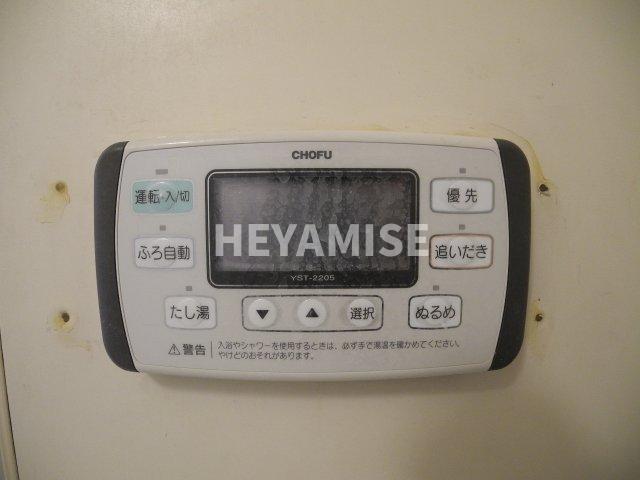 CHOFU
運転 入/切
優先
HEYAMISE
ふろ自動
追いだき
YST-2205
たし湯
▼ ▲ 選択
ぬるめ
⚠警告
入浴やシャワーを使用するときは、必ず手で湯温を確かめてください。
やけどのおそれがあります。